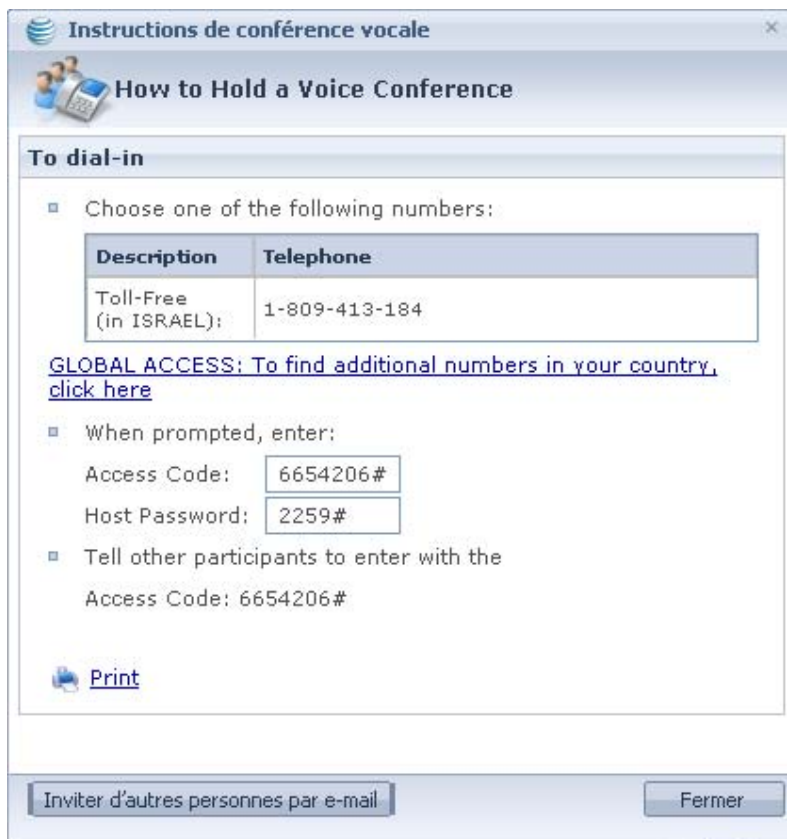 Instructions de conférence vocale
How to Hold a Voice Conference
To dial-in
Choose one of the following numbers:
Description Telephone
Toll-Free
(in ISRAEL): 1-809-413-184
GLOBAL ACCESS: To find additional numbers in your country,
click here
When prompted, enter:
Access Code: 6654206#
Host Password: 2259#
Tell other participants to enter with the
Access Code: 6654206#
Print
Inviter d'autres personnes par e-mail Fermer